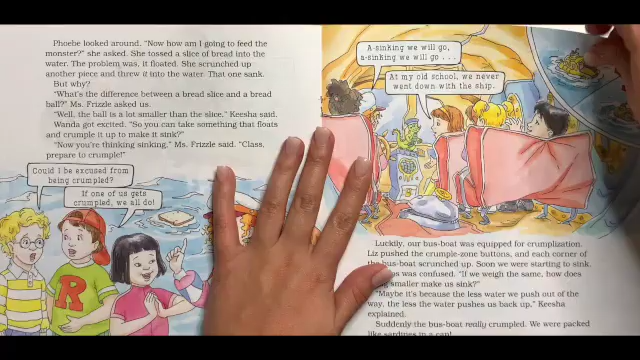 Phoebe looked around. "Now how am I going to feed the
monster?" she asked. She tossed a slice of bread into the
water. The problem was, it floated. She scrunched up
another piece and threw it into the water. That one sank.
But why?
"What's the difference between a bread slice and a bread
ball?" Ms. Frizzle asked us.
"Well, the ball is a lot smaller than the slice," Keesha said.
Wanda got excited. "So you can take something that floats
and crumple it up to make it sink?"
"Now you're thinking sinking," Ms. Frizzle said. "Class,
prepare to crumple!"
Could I be excused from
being crumpled?
If one of us gets
crumpled, we all do!
R
A-sinking we will go,
a-sinking we will go . . .
At my old school, we never
went down with the ship.
Luckily, our bus-boat was equipped for crumplization.
Liz pushed the crumple-zone buttons, and each corner of
the bus-boat scrunched up. Soon we were starting to sink.
was confused. "If we weigh the same, how does
smaller make us sink?"
"Maybe it's because the less water we push out of the
way, the less the water pushes us back up," Keesha
explained.
Suddenly the bus-boat really crumpled. We were packed
like sardines in a can!